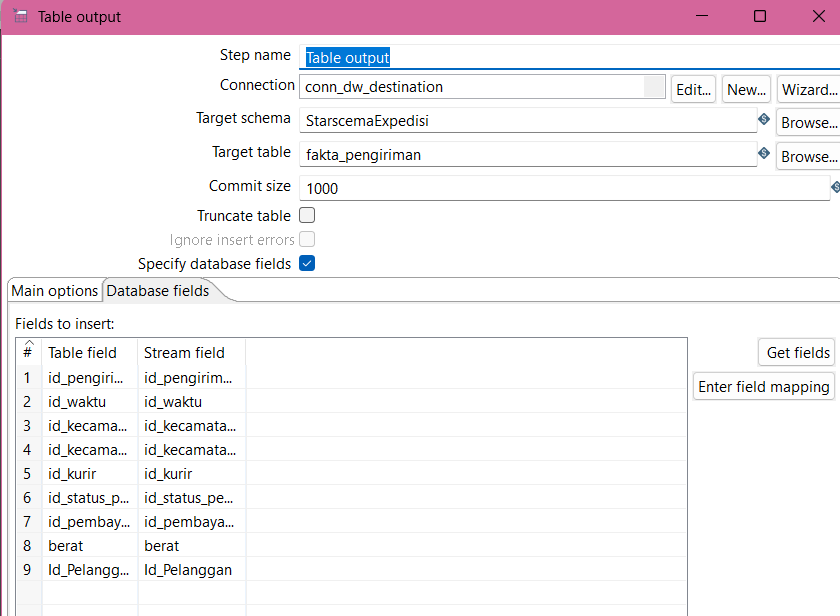 Table output
Step name Table output
Connection conn_dw_destination Edit... New... Wizard...
Target schema StarscemaExpedisi Browse...
Target table fakta_pengiriman Browse...
Commit size 1000
Truncate table
Ignore insert errors
Specify database fields
Main options Database fields
Fields to insert:
# Table field Stream field Get fields
1 id_pengiri... id_pengirim...
Enter field mapping
2 id_waktu id_waktu
3 id_kecama... id_kecamata...
4 id_kecama... id_kecamata...
5 id_kurir id_kurir
6 id_status_p... id_status_pe...
7 id_pembay... id_pembaya...
8 berat berat
9 Id_Pelangg... Id_Pelanggan